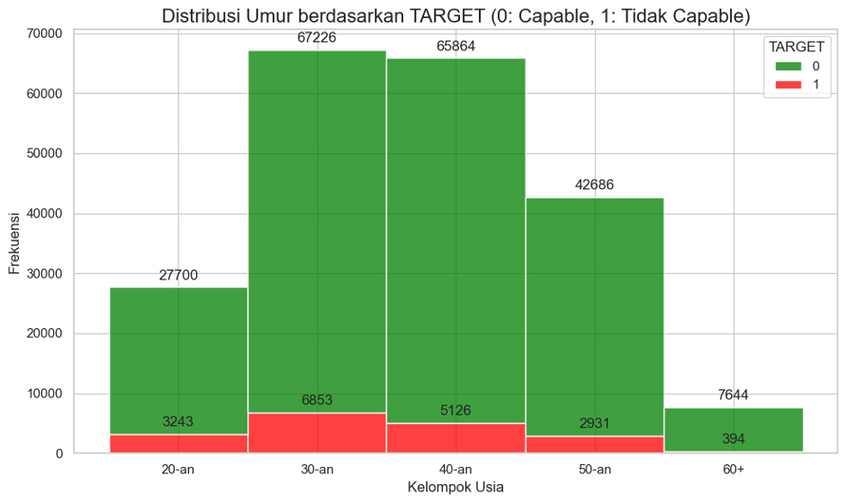 Distribusi Umur berdasarkan TARGET (0: Capable, 1: Tidak Capable)
TARGET
0
1
70000
60000
50000
40000
30000
20000
10000
0
Frekuensi
27700
67226
65864
42686
7644
3243
6853
5126
2931
394
20-an
30-an
40-an
50-an
60+
Kelompok Usia